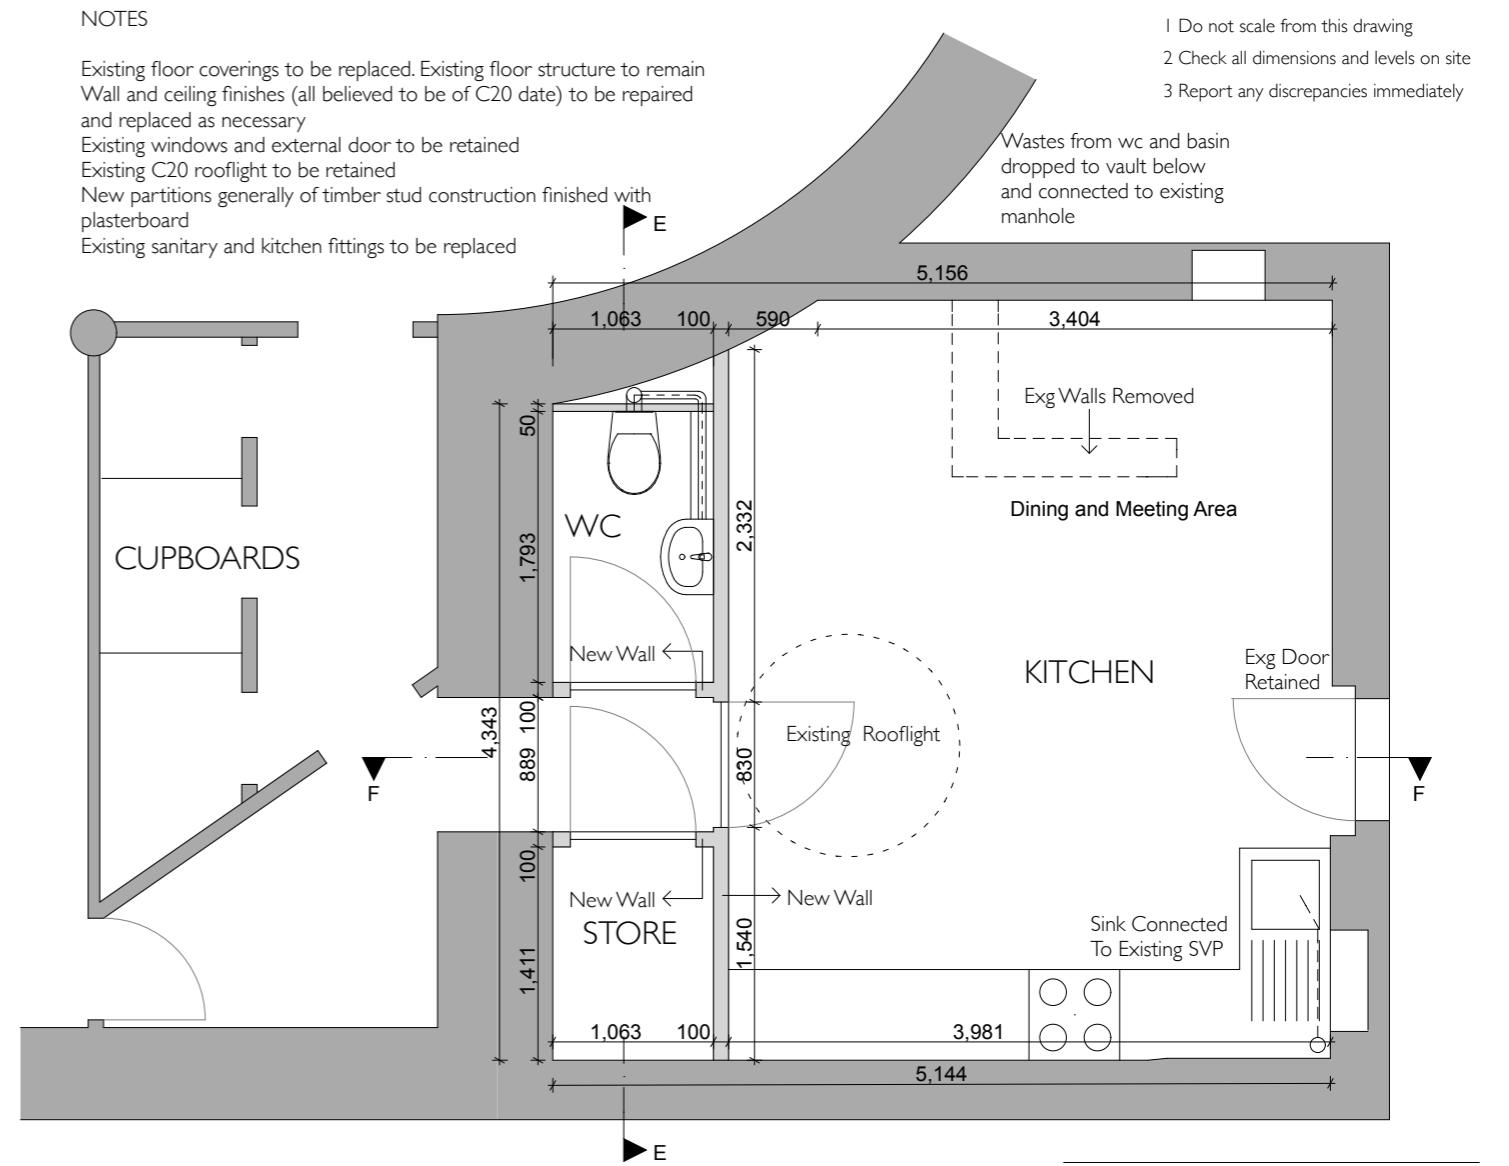 NOTES
Existing floor coverings to be replaced. Existing floor structure to remain
Wall and ceiling finishes (all believed to be of C20 date) to be repaired
and replaced as necessary
Existing windows and external door to be retained
Existing C20 rooflight to be retained
New partitions generally of timber stud construction finished with
plasterboard
Existing sanitary and kitchen fittings to be replaced
1 Do not scale from this drawing
2 Check all dimensions and levels on site
3 Report any discrepancies immediately
Wastes from wc and basin
dropped to vault below
and connected to existing
manhole
E
5,156
1,063
100
590
3,404
Exg Walls Removed
50
Dining and Meeting Area
2,332
WC
1,793
CUPBOARDS
New Wall
KITCHEN
Exg Door
Retained
4,343
100
889
Existing Rooflight
830
F
F
100
New Wall
New Wall
STORE
Sink Connected
To Existing SVP
1,540
1,411
1,063
100
3,981
5,144
E